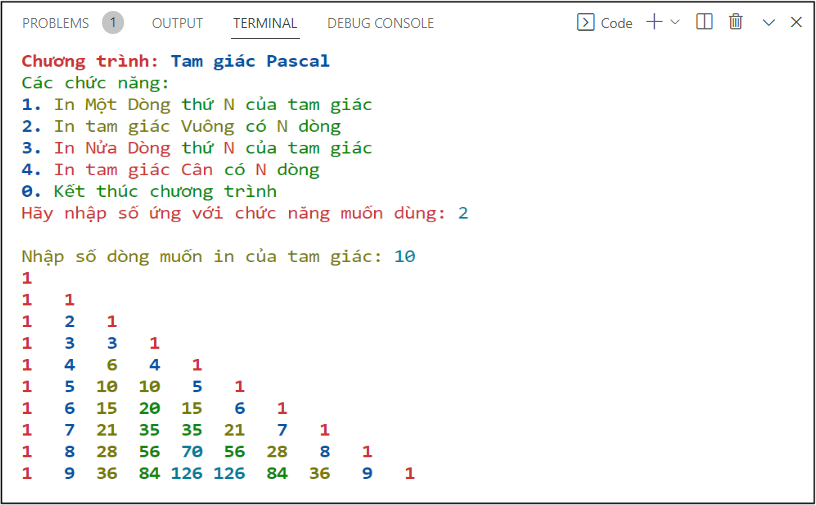 PROBLEMS 1 OUTPUT TERMINAL DEBUG CONSOLE Code
Chương trình: Tam giác Pascal
Các chức năng:
1. In Một Dòng thứ N của tam giác
2. In tam giác Vuông có N dòng
3. In Nửa Dòng thứ N của tam giác
4. In tam giác Cân có N dòng
0. Kết thúc chương trình
Hãy nhập số ứng với chức năng muốn dùng: 2
Nhập số dòng muốn in của tam giác: 10
1
1 1
1 2 1
1 3 3 1
1 4 6 4 1
1 5 10 10 5 1
1 6 15 20 15 6 1
1 7 21 35 35 21 7 1
1 8 28 56 70 56 28 8 1
1 9 36 84 126 126 84 36 9 1